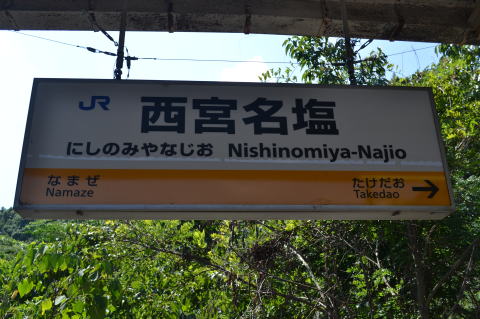 JR 西宮名塩
にしのみやなじお Nishinomiya-Najio
なまぜ たけだお →
Namaze Takedao